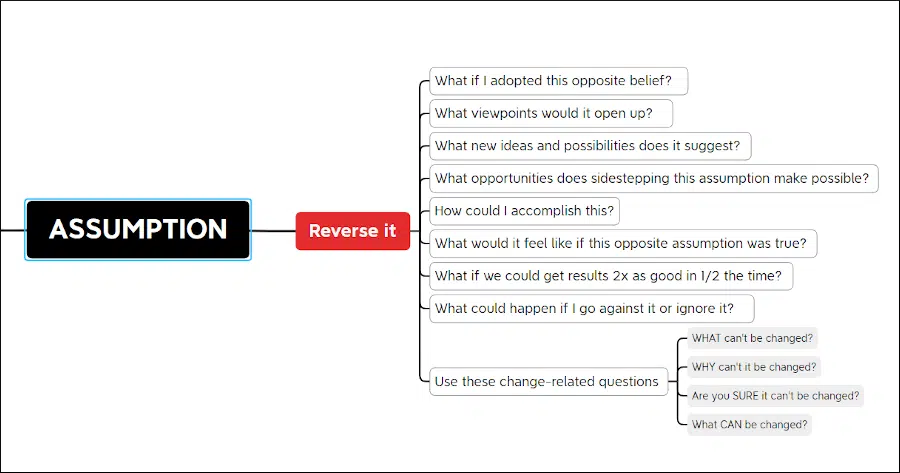 ASSUMPTION
Reverse it
What if I adopted this opposite belief?
What viewpoints would it open up?
What new ideas and possibilities does it suggest?
What opportunities does sidestepping this assumption make possible?
How could I accomplish this?
What would it feel like if this opposite assumption was true?
What if we could get results 2x as good in 1/2 the time?
What could happen if I go against it or ignore it?
Use these change-related questions
WHAT can't be changed?
WHY can't it be changed?
Are you SURE it can't be changed?
What CAN be changed?